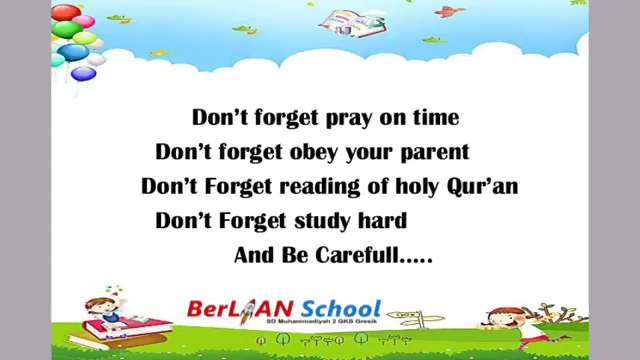 Don't forget pray on time
Don't forget obey your parent
Don't Forget reading of holy Qur'an
Don't Forget study hard
And Be Carefull.....
BerLIAN School
SD Muhammadiyah 2 GKB Gresik